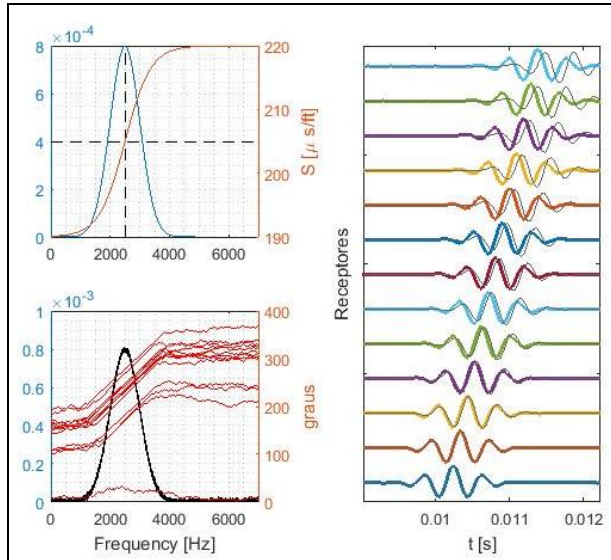 8 ×10⁻⁴
6
4
2
0
220
210
200
190
S [μ s/ft]
0 2000 4000 6000
1 ×10⁻³
0.8
0.6
0.4
0.2
0
400
300
200
100
0
graus
0 2000 4000 6000
Frequency [Hz]
Receptores
0.01 0.011 0.012
t [s]